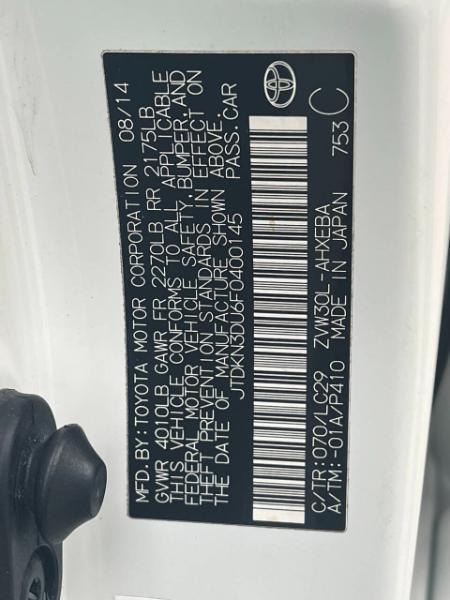 MFD. BY: TOYOTA MOTOR CORPORATION 08/14
GVWR 4010LB GAWR FR 2270LB RR 2175LB
THIS VEHICLE CONFORMS TO ALL APPLICABLE
FEDERAL MOTOR VEHICLE SAFETY, BUMPER, AND
THEFT PREVENTION STANDARDS IN EFFECT ON
THE DATE OF MANUFACTURE SHOWN ABOVE.
JTDKN3DU6F0400145 PASS. CAR
C/TR: 070/LC29 ZVW30L-AHXEBA
A/TM: -01A/P410 MADE IN JAPAN 753 C